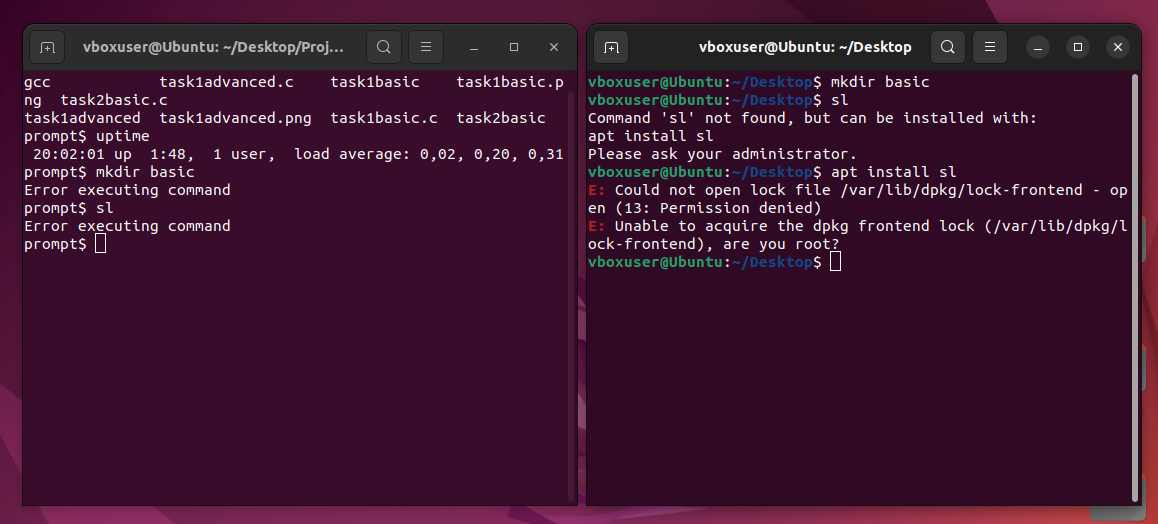 vboxuser@Ubuntu: ~/Desktop/Proj...
gcc            task1advanced.c    task1basic    task1basic.p
ng  task2basic.c
task1advanced  task1advanced.png  task1basic.c  task2basic
prompt$ uptime
 20:02:01 up  1:48,  1 user,  load average: 0,02, 0,20, 0,31
prompt$ mkdir basic
Error executing command
prompt$ sl
Error executing command
prompt$
vboxuser@Ubuntu: ~/Desktop
vboxuser@Ubuntu:~/Desktop$ mkdir basic
vboxuser@Ubuntu:~/Desktop$ sl
Command 'sl' not found, but can be installed with:
apt install sl
Please ask your administrator.
vboxuser@Ubuntu:~/Desktop$ apt install sl
E: Could not open lock file /var/lib/dpkg/lock-frontend - op
en (13: Permission denied)
E: Unable to acquire the dpkg frontend lock (/var/lib/dpkg/l
ock-frontend), are you root?
vboxuser@Ubuntu:~/Desktop$